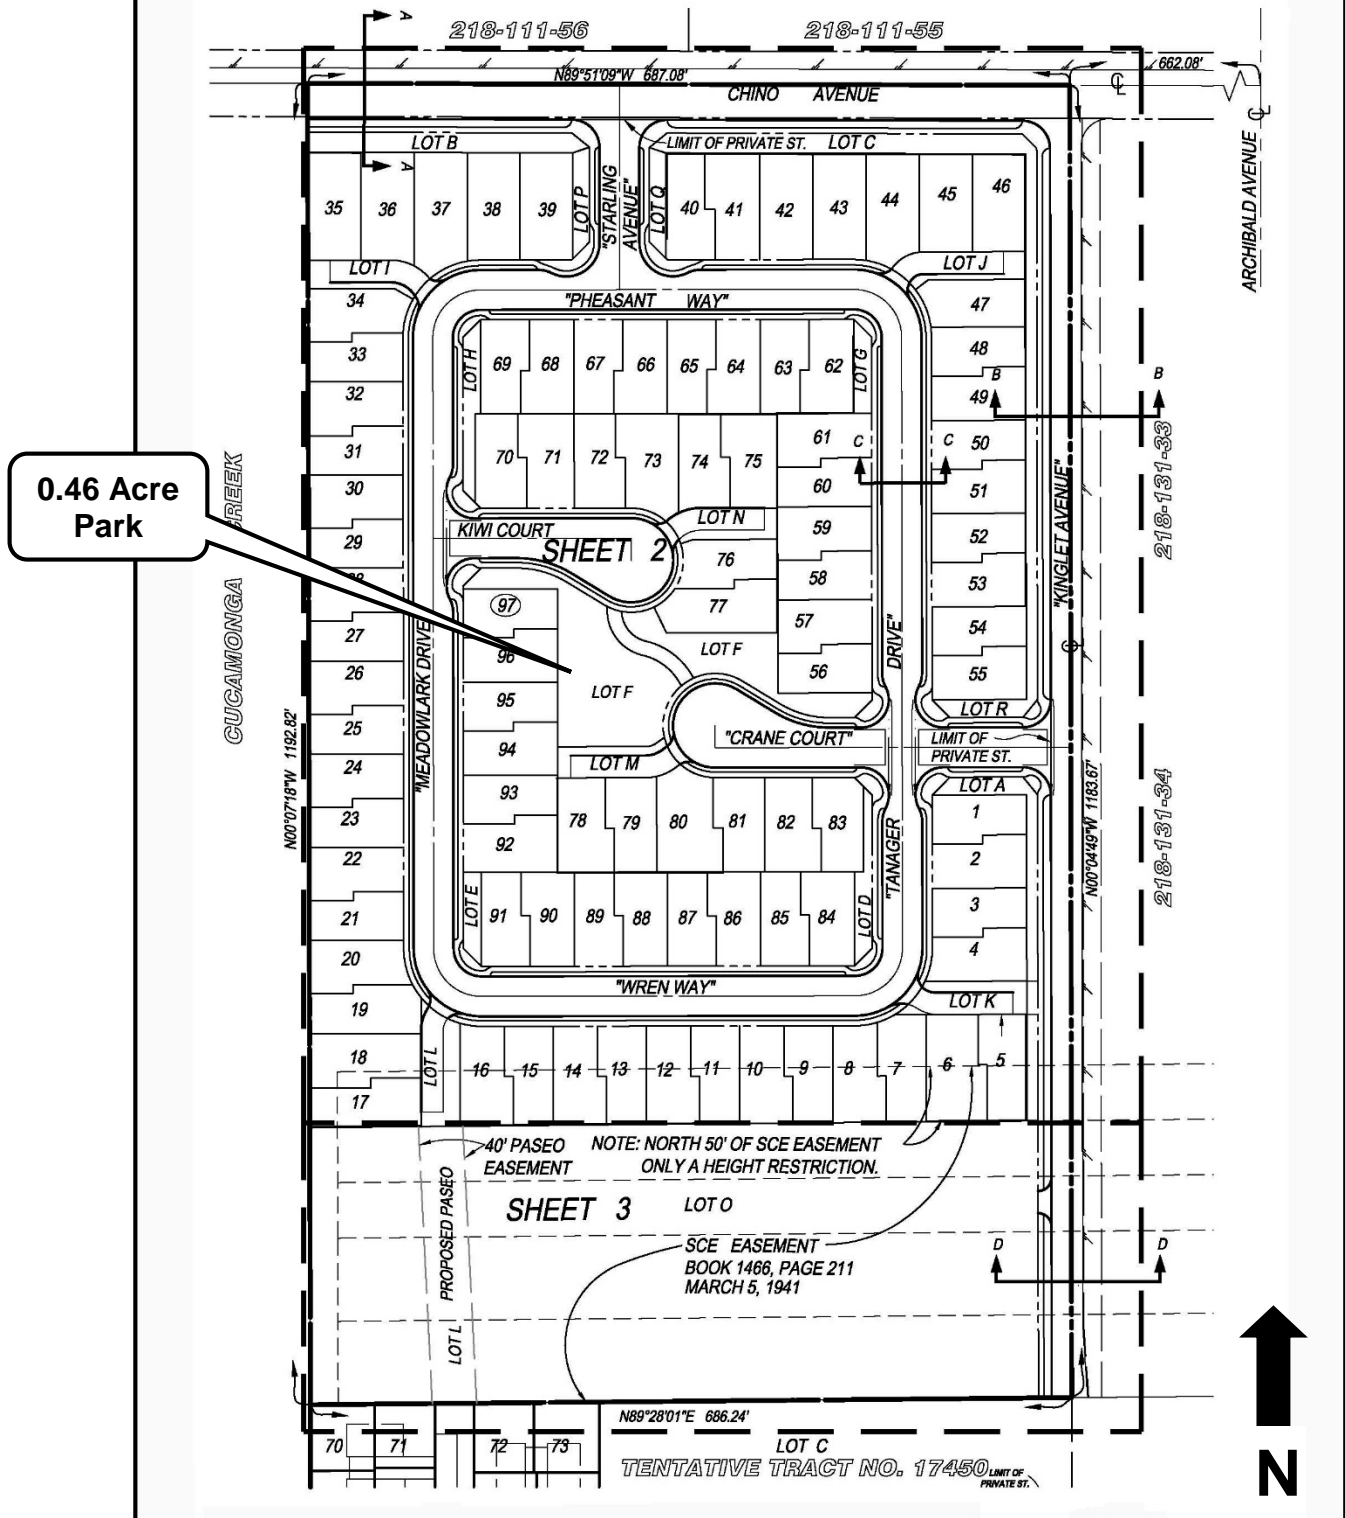 A
218-111-56
218-111-55
N89°51'09"W 687.08'
662.08'
CHINO AVENUE
LOT B
LIMIT OF PRIVATE ST.
LOT C
A
ARCHIBALD AVENUE
35
36
37
38
39
LOT P
"STARLING
AVENUE"
LOT Q
40
41
42
43
44
45
46
LOT I
LOT J
"PHEASANT WAY"
34
47
33
48
32
49
B
B
31
50
30
51
29
52
28
53
27
54
26
55
25
24
23
22
21
20
19
18
17
LOT H
69
68
67
66
65
64
63
62
LOT G
70
71
72
73
74
75
61
C
C
60
59
58
57
56
218-131-33
"KINGLET AVENUE"
0.46 Acre
Park
CUCAMONGA CREEK
KIWI COURT
LOT N
SHEET 2
76
77
97
96
95
94
93
92
LOT F
LOT F
"MEADOWLARK DRIVE"
"TANAGER DRIVE"
N00°07'18"W 1192.82'
LOT R
"CRANE COURT"
LIMIT OF
PRIVATE ST.
LOT M
LOT A
N00°04'49"W 1183.67'
218-131-34
78
79
80
81
82
83
1
2
3
4
LOT E
91
90
89
88
87
86
85
84
LOT D
"WREN WAY"
LOT K
LOT L
16
15
14
13
12
11
10
9
8
7
6
5
40' PASEO
EASEMENT
NOTE: NORTH 50' OF SCE EASEMENT
ONLY A HEIGHT RESTRICTION.
PROPOSED PASEO
LOT L
SHEET 3
LOT O
SCE EASEMENT
BOOK 1466, PAGE 211
MARCH 5, 1941
D
D
N89°28'01"E 686.24'
70
71
72
73
LOT C
TENTATIVE TRACT NO. 17450
LIMIT OF
PRIVATE ST.
N